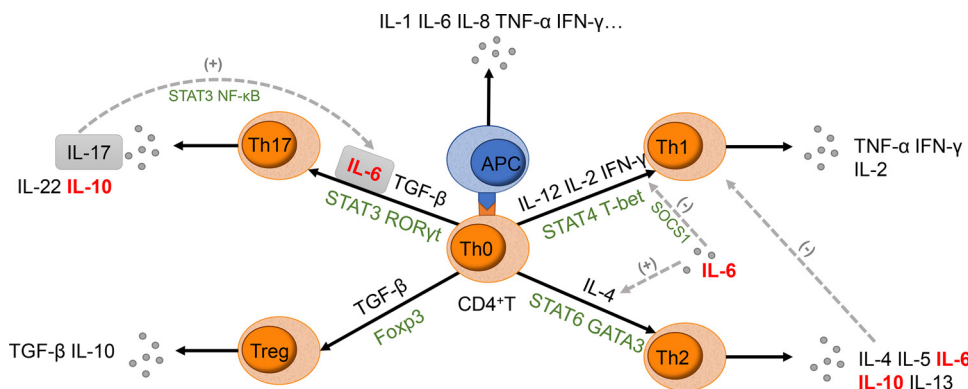 IL-1 IL-6 IL-8 TNF-α IFN-γ…
(+)
STAT3 NF-κB
IL-17
IL-22 IL-10
Th17
IL-6
TGF-β
STAT3 RORγt
APC
IL-12 IL-2 IFN-γ
STAT4 T-bet
Th1
TNF-α IFN-γ
IL-2
(-)
SOCS1
(-)
Th0
CD4⁺T
IL-6
(+)
IL-4
STAT6 GATA3
TGF-β
Foxp3
TGF-β IL-10
Treg
Th2
IL-4 IL-5 IL-6
IL-10 IL-13